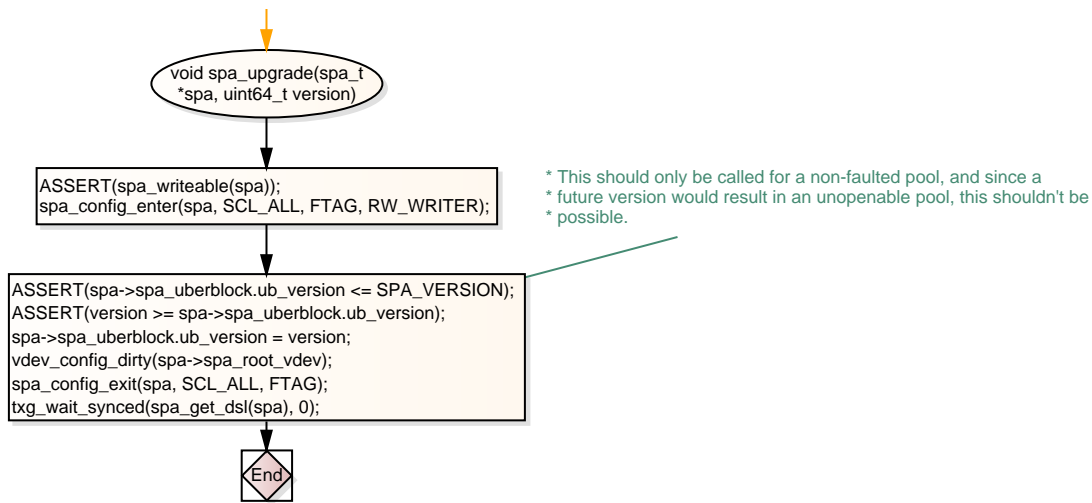 void spa_upgrade(spa_t
*spa, uint64_t version)
ASSERT(spa_writeable(spa));
spa_config_enter(spa, SCL_ALL, FTAG, RW_WRITER);
* This should only be called for a non-faulted pool, and since a
* future version would result in an unopenable pool, this shouldn't be
* possible.
ASSERT(spa->spa_uberblock.ub_version <= SPA_VERSION);
ASSERT(version >= spa->spa_uberblock.ub_version);
spa->spa_uberblock.ub_version = version;
vdev_config_dirty(spa->spa_root_vdev);
spa_config_exit(spa, SCL_ALL, FTAG);
txg_wait_synced(spa_get_dsl(spa), 0);
End